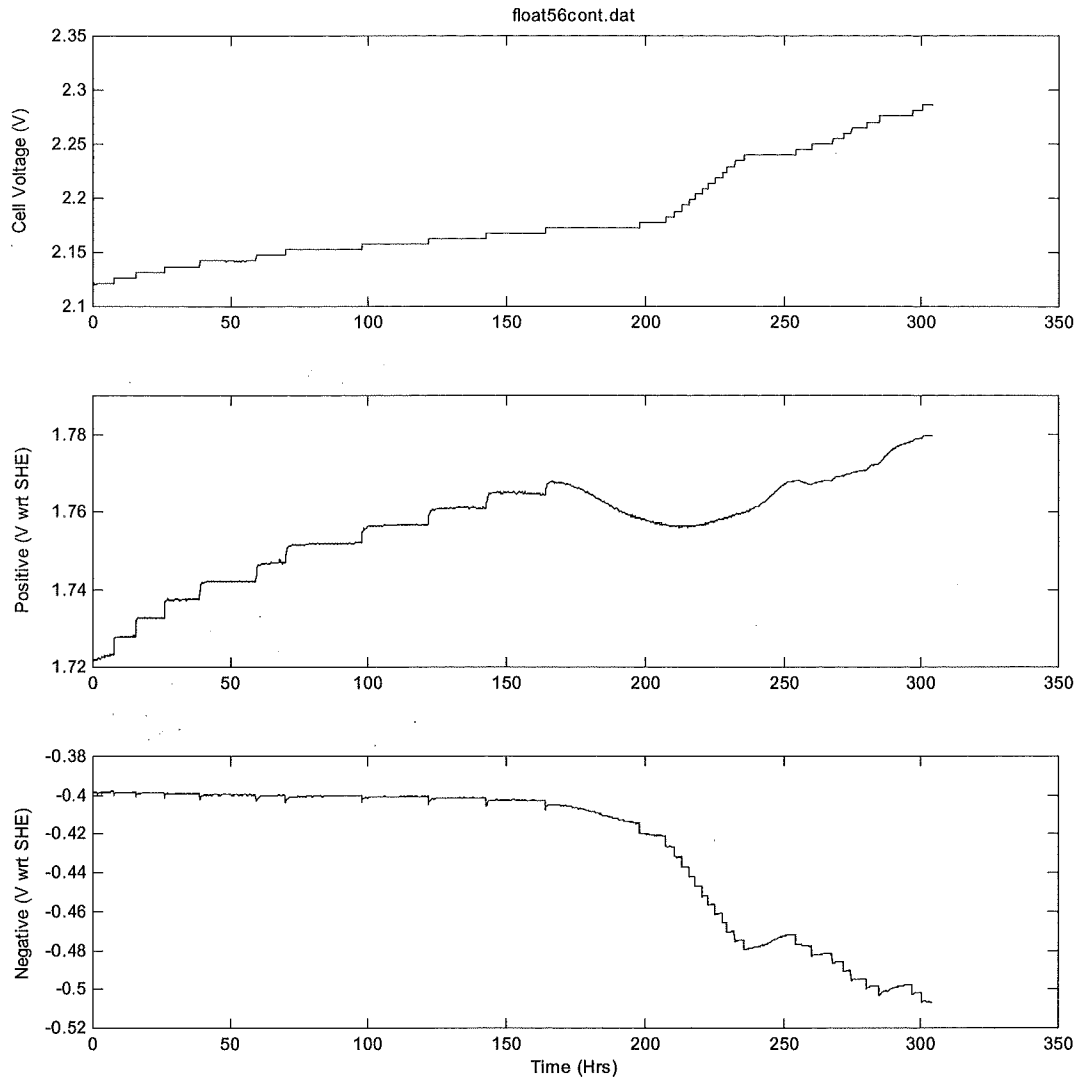 float56cont.dat
2.35
2.3
2.25
2.2
2.15
2.1
Cell Voltage (V)
0 50 100 150 200 250 300 350
1.78
1.76
1.74
1.72
Positive (V wrt SHE)
0 50 100 150 200 250 300 350
-0.38
-0.4
-0.42
-0.44
-0.46
-0.48
-0.5
-0.52
Negative (V wrt SHE)
0 50 100 150 200 250 300 350
Time (Hrs)